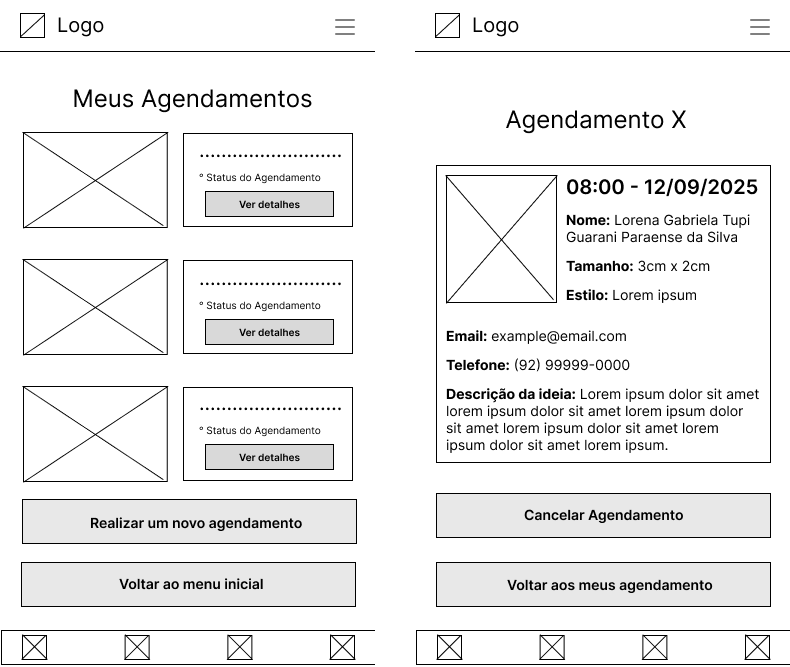 Logo
Meus Agendamentos
° Status do Agendamento
Ver detalhes
° Status do Agendamento
Ver detalhes
° Status do Agendamento
Ver detalhes
Realizar um novo agendamento
Voltar ao menu inicial
Logo
Agendamento X
08:00 - 12/09/2025
Nome: Lorena Gabriela Tupi
Guarani Paraense da Silva
Tamanho: 3cm x 2cm
Estilo: Lorem ipsum
Email: example@email.com
Telefone: (92) 99999-0000
Descrição da ideia: Lorem ipsum dolor sit amet
lorem ipsum dolor sit amet lorem ipsum dolor
sit amet lorem ipsum dolor sit amet lorem
ipsum dolor sit amet lorem ipsum.
Cancelar Agendamento
Voltar aos meus agendamento